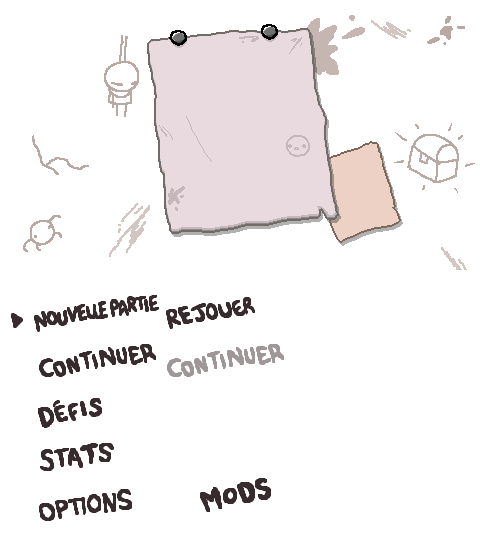 NOUVELLE PARTIE REJOUER
CONTINUER CONTINUER
DÉFIS
STATS
OPTIONS MODS